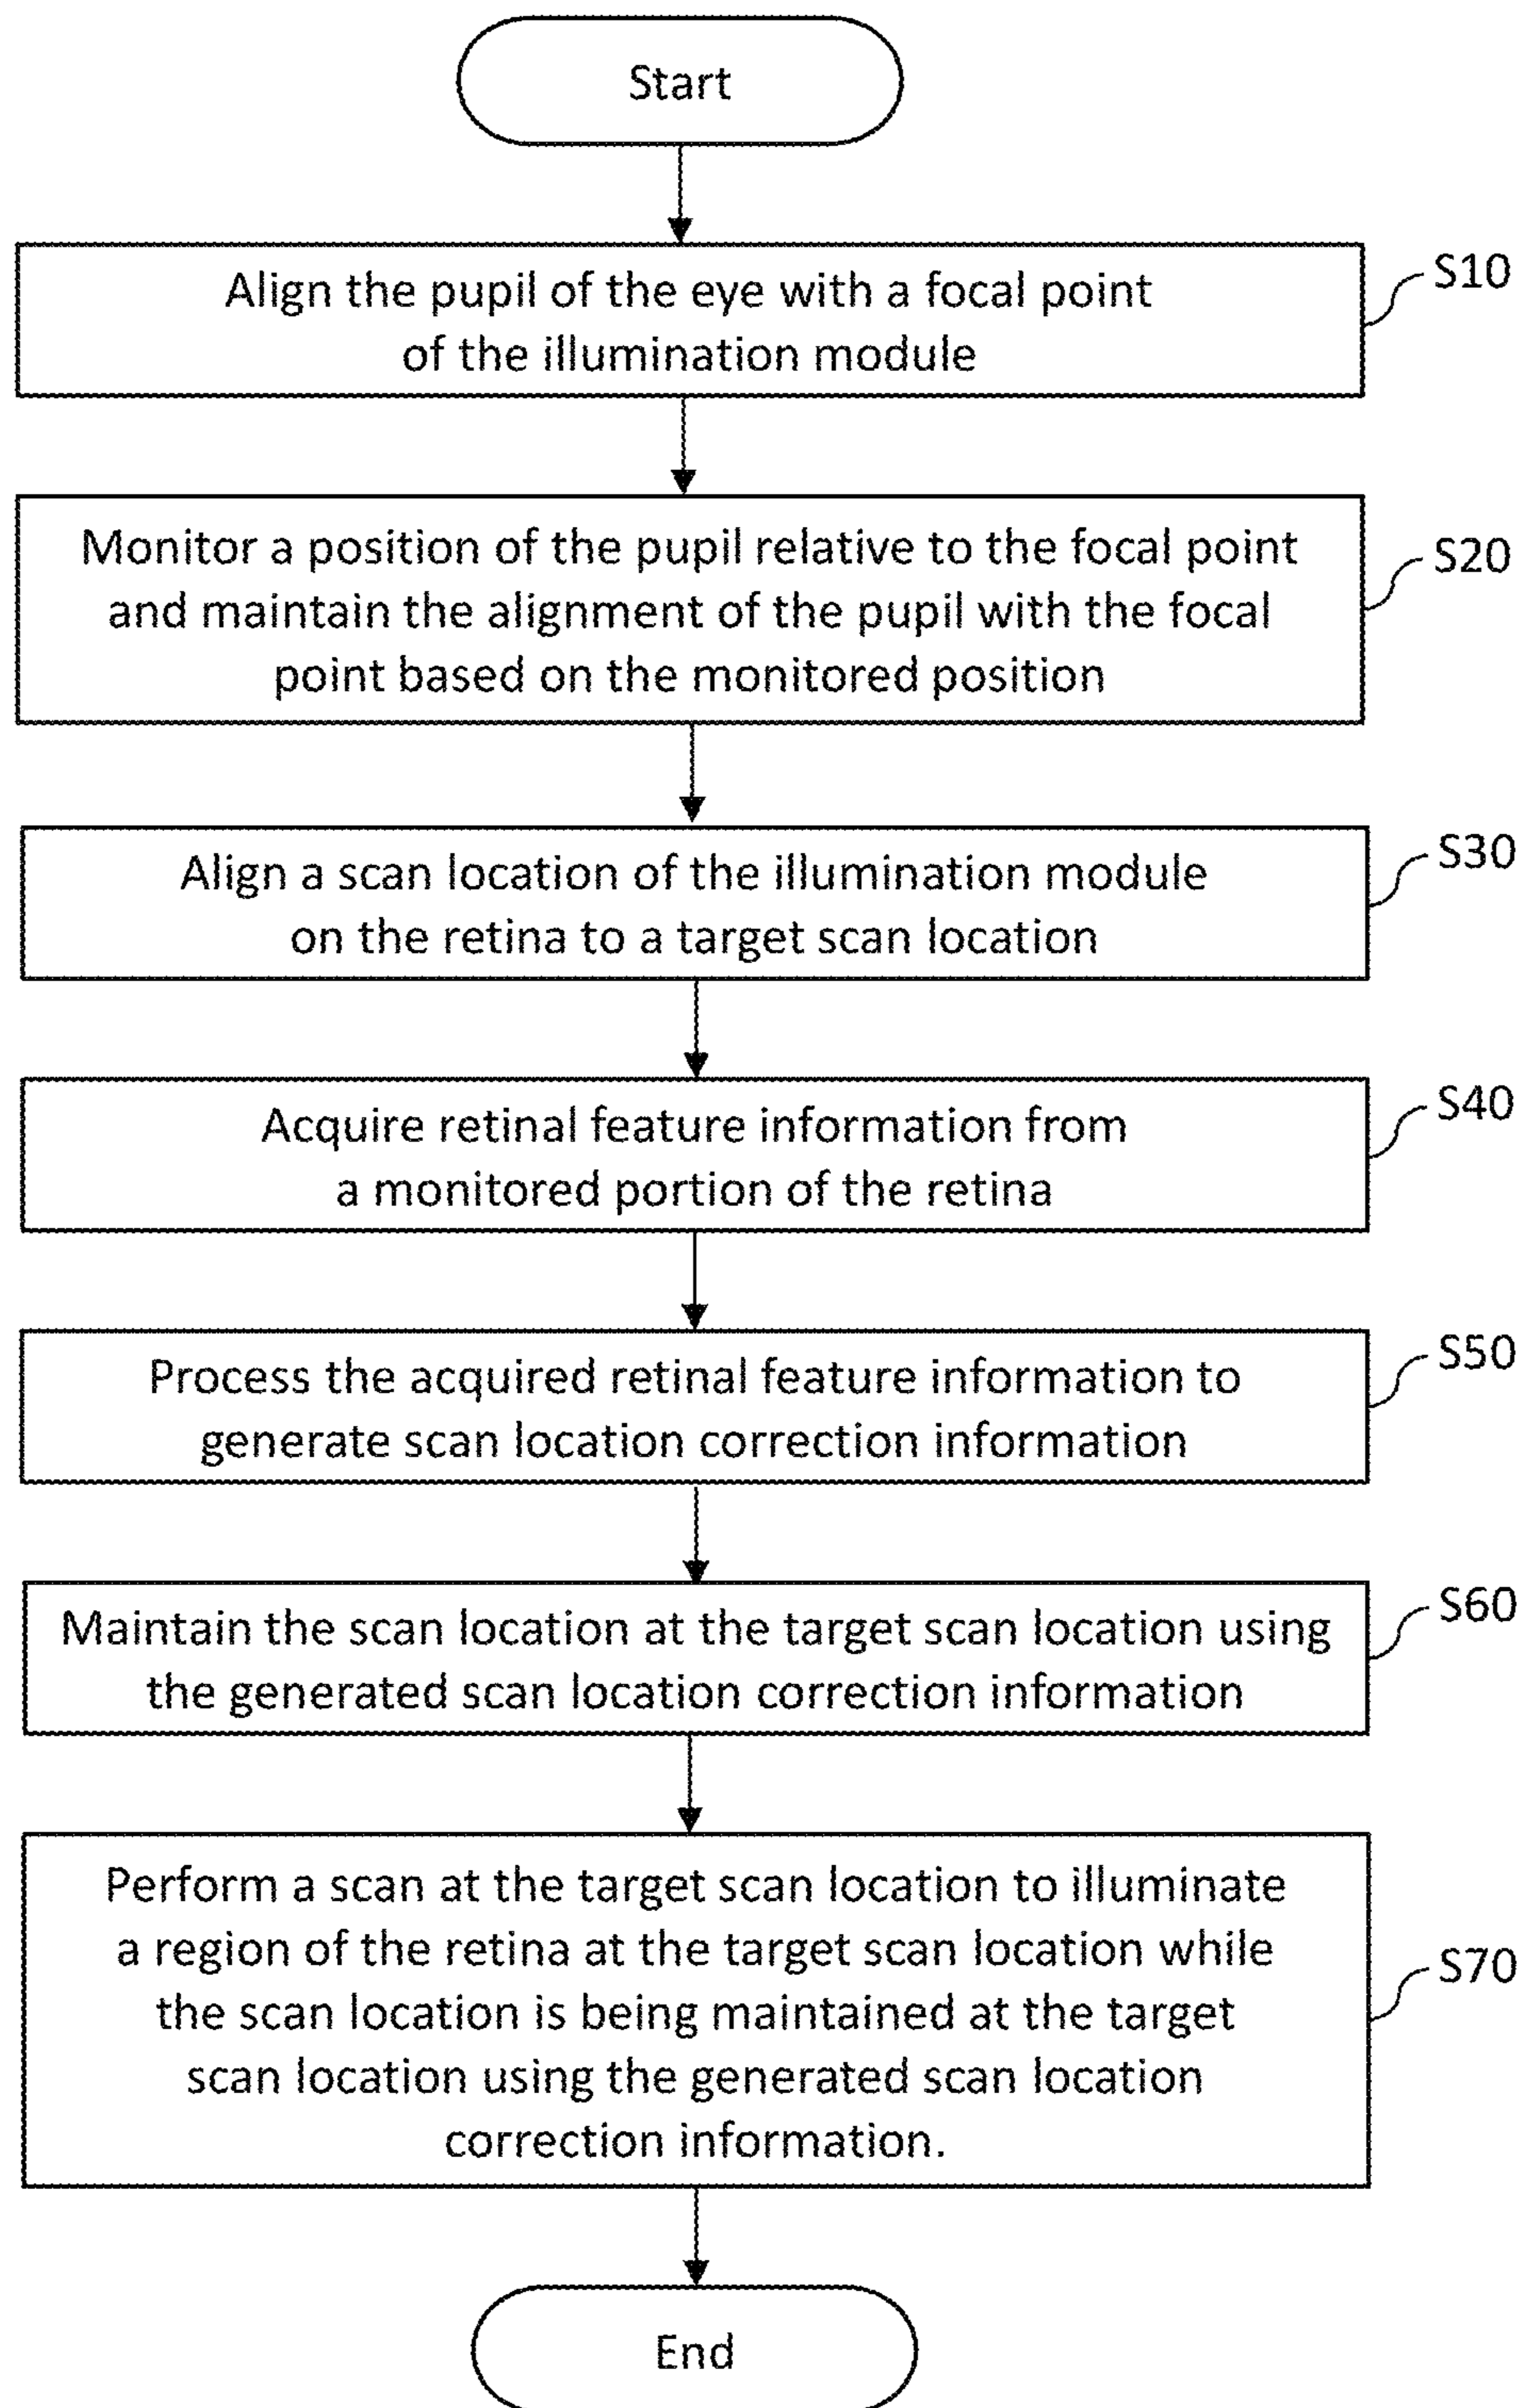 Start
Align the pupil of the eye with a focal point
of the illumination module
S10
Monitor a position of the pupil relative to the focal point
and maintain the alignment of the pupil with the focal
point based on the monitored position
S20
Align a scan location of the illumination module
on the retina to a target scan location
S30
Acquire retinal feature information from
a monitored portion of the retina
S40
Process the acquired retinal feature information to
generate scan location correction information
S50
Maintain the scan location at the target scan location using
the generated scan location correction information
S60
Perform a scan at the target scan location to illuminate
a region of the retina at the target scan location while
the scan location is being maintained at the target
scan location using the generated scan location
correction information.
S70
End